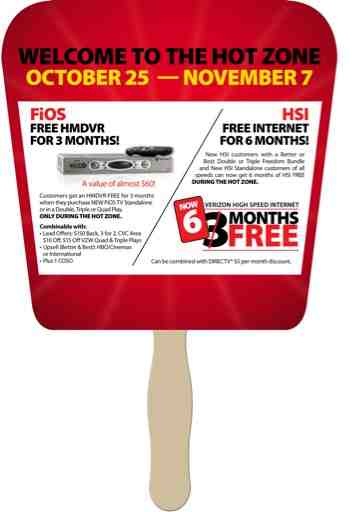 WELCOME TO THE HOT ZONE
OCTOBER 25 — NOVEMBER 7
FiOS
FREE HMDVR
FOR 3 MONTHS!
A value of almost $60!
Customers get an HMDVR FREE for 3 months
when they purchase NEW FiOS TV Standalone
or in a Double, Triple or Quad Play.
ONLY DURING THE HOT ZONE.
Combinable with:
• Lead Offers: $150 Back, 3 for 2, CVC Area
$10 Off, $15 Off VZW Quad & Triple Plays
• Upsell (Better & Best): HBO/Cinemax
or International
• Plus 1 COSO
HSI
FREE INTERNET
FOR 6 MONTHS!
New HSI customers with a Better or
Best Double or Triple Freedom Bundle
and New HSI Standalone customers of all
speeds can now get 6 months of HSI FREE
DURING THE HOT ZONE.
NOW
6
VERIZON HIGH SPEED INTERNET
3 MONTHS
FREE
Can be combined with DIRECTV® $5 per month discount.